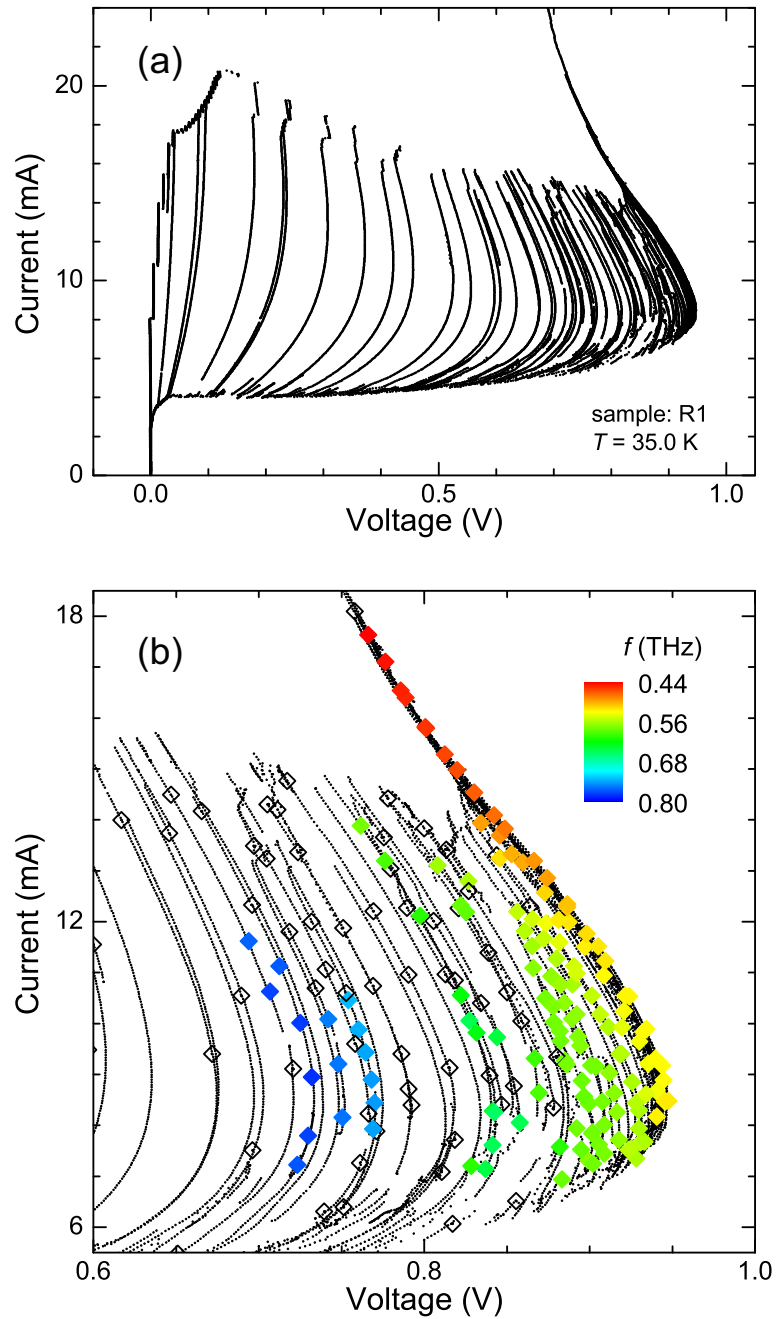 (a)
20
10
0
Current (mA)
sample: R1
T = 35.0 K
0.0 0.5 1.0
Voltage (V)
(b)
18
12
6
Current (mA)
f (THz)
0.44
0.56
0.68
0.80
0.6 0.8 1.0
Voltage (V)